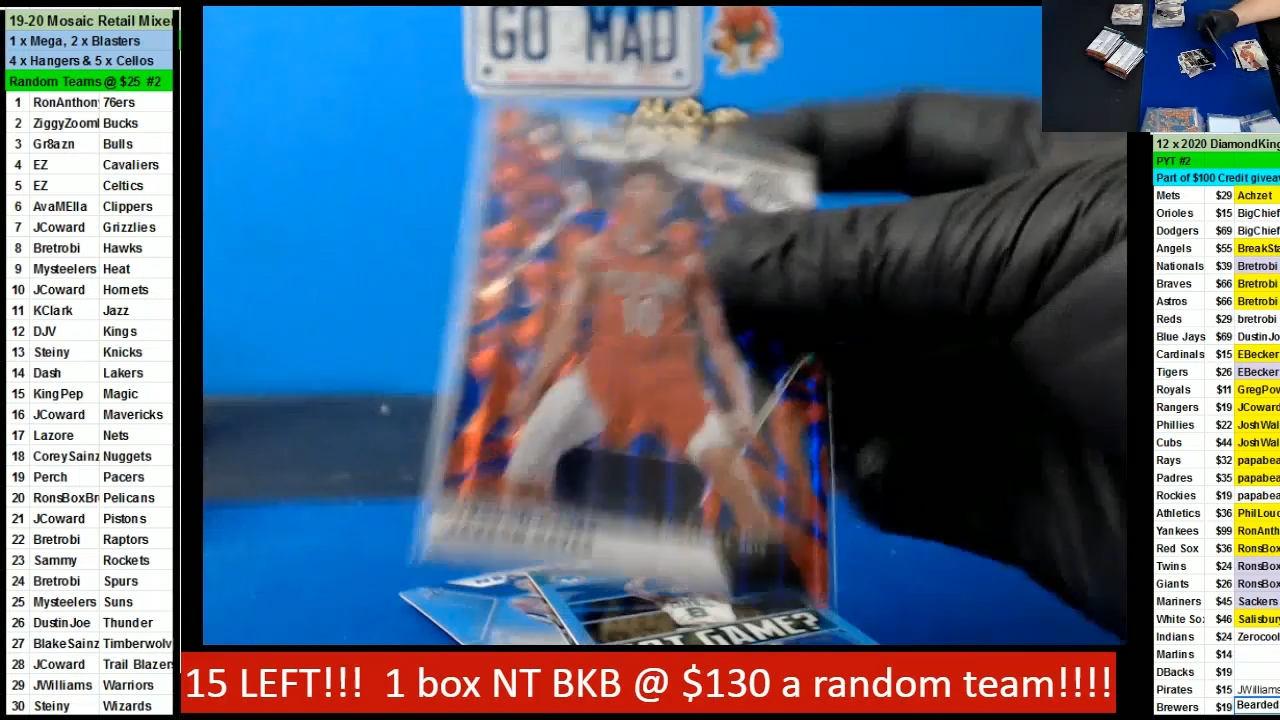 19-20 Mosaic Retail Mixer
1 x Mega, 2 x Blasters
4 x Hangers & 5 x Cellos
Random Teams @ $25 #2
1 RonAnthony 76ers
2 ZiggyZooml Bucks
3 Gr8azn Bulls
4 EZ Cavaliers
5 EZ Celtics
6 AvaMElla Clippers
7 JCoward Grizzlies
8 Bretrobi Hawks
9 Mysteelers Heat
10 JCoward Hornets
11 KClark Jazz
12 DJV Kings
13 Steiny Knicks
14 Dash Lakers
15 KingPep Magic
16 JCoward Mavericks
17 Lazore Nets
18 CoreySainz Nuggets
19 Perch Pacers
20 RonsBoxBr Pelicans
21 JCoward Pistons
22 Bretrobi Raptors
23 Sammy Rockets
24 Bretrobi Spurs
25 Mysteelers Suns
26 DustinJoe Thunder
27 BlakeSainz Timberwolv
28 JCoward Trail Blazers
29 JWilliams Warriors
30 Steiny Wizards
GO MAD
GAME?
15 LEFT!!! 1 box NT BKB @ $130 a random team!!!!
12 x 2020 DiamondKing
PYT #2
Part of $100 Credit giveav
Mets $29 Achzet
Orioles $15 BigChief
Dodgers $69 BigChief
Angels $55 BreakSta
Nationals $39 Bretrobi
Braves $66 Bretrobi
Astros $66 Bretrobi
Reds $29 bretrobi
Blue Jays $69 DustinJo
Cardinals $15 EBecker
Tigers $26 EBecker
Royals $11 GregPov
Rangers $19 JCoward
Phillies $22 JoshWal
Cubs $44 JoshWal
Rays $32 papabea
Padres $35 papabea
Rockies $19 papabea
Athletics $36 PhilLoud
Yankees $99 RonAnth
Red Sox $36 RonsBox
Twins $24 RonsBox
Giants $26 RonsBox
Mariners $45 Sackers
White Sox $46 Salisbury
Indians $24 Zerocool
Marlins $14
DBacks $19
Pirates $15 JWilliams
Brewers $19 Bearded